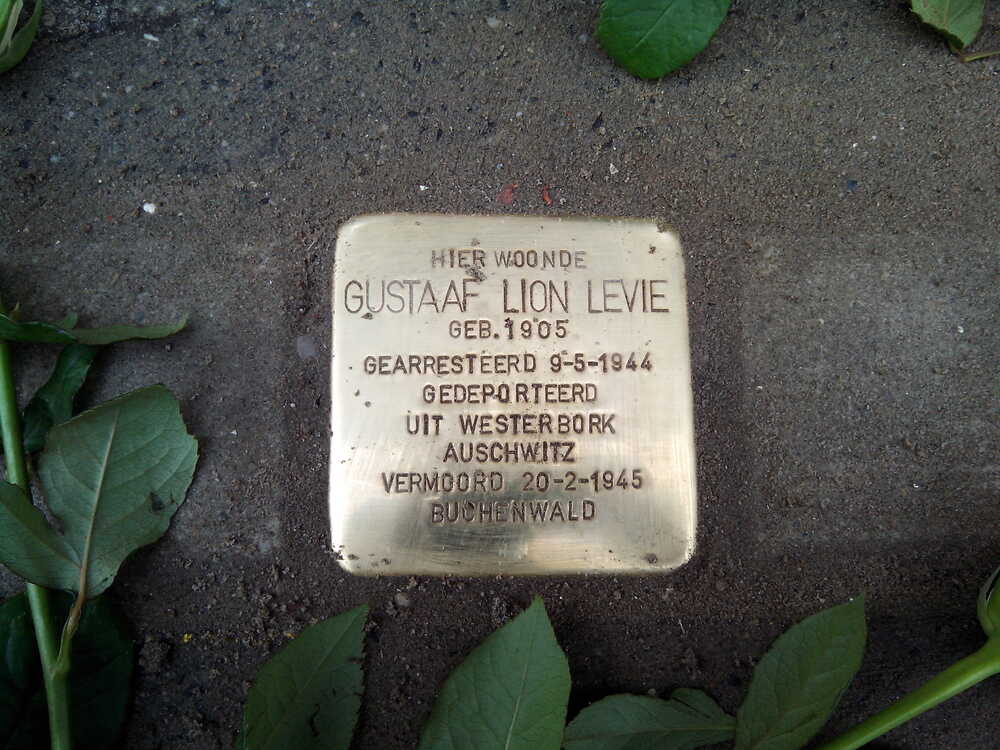 HIER WOONDE
GUSTAAF LION LEVIE
GEB. 1905
GEARRESTEERD 9-5-1944
GEDEPORTEERD
UIT WESTERBORK
AUSCHWITZ
VERMOORD 20-2-1945
BUCHENWALD